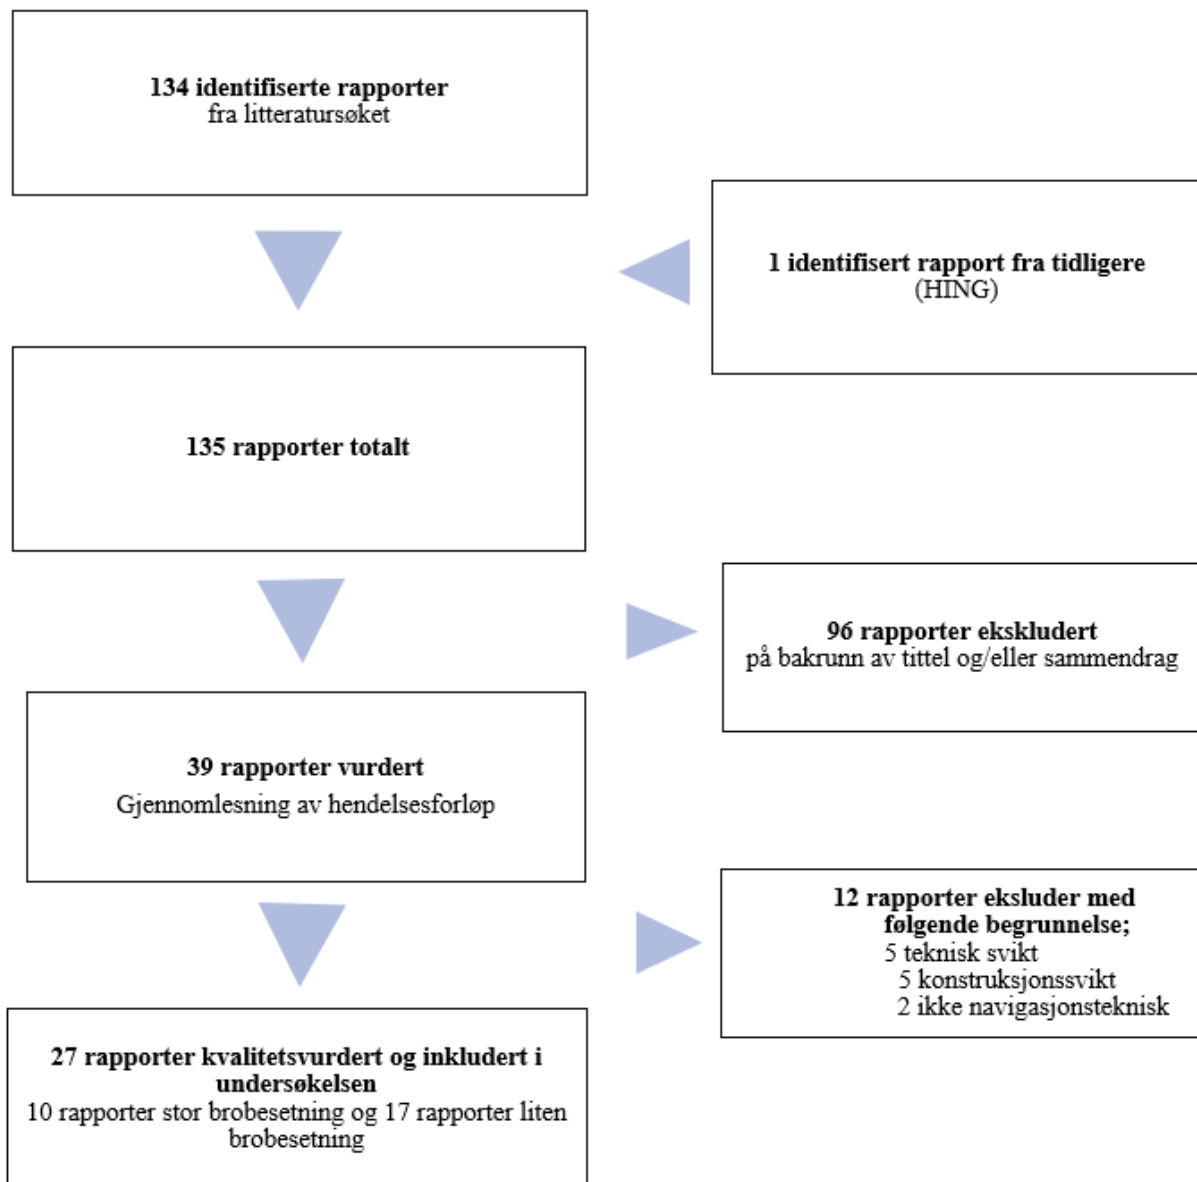 134 identifiserte rapporter
fra litteratursøket
1 identifisert rapport fra tidligere
(HING)
135 rapporter totalt
96 rapporter ekskludert
på bakrunn av tittel og/eller sammendrag
39 rapporter vurdert
Gjennomlesning av hendelsesforløp
12 rapporter eksluder med
følgende begrunnelse;
5 teknisk svikt
5 konstruksjonssvikt
2 ikke navigasjonsteknisk
27 rapporter kvalitetsvurdert og inkludert i
undersøkelsen
10 rapporter stor brobesetning og 17 rapporter liten
brobesetning